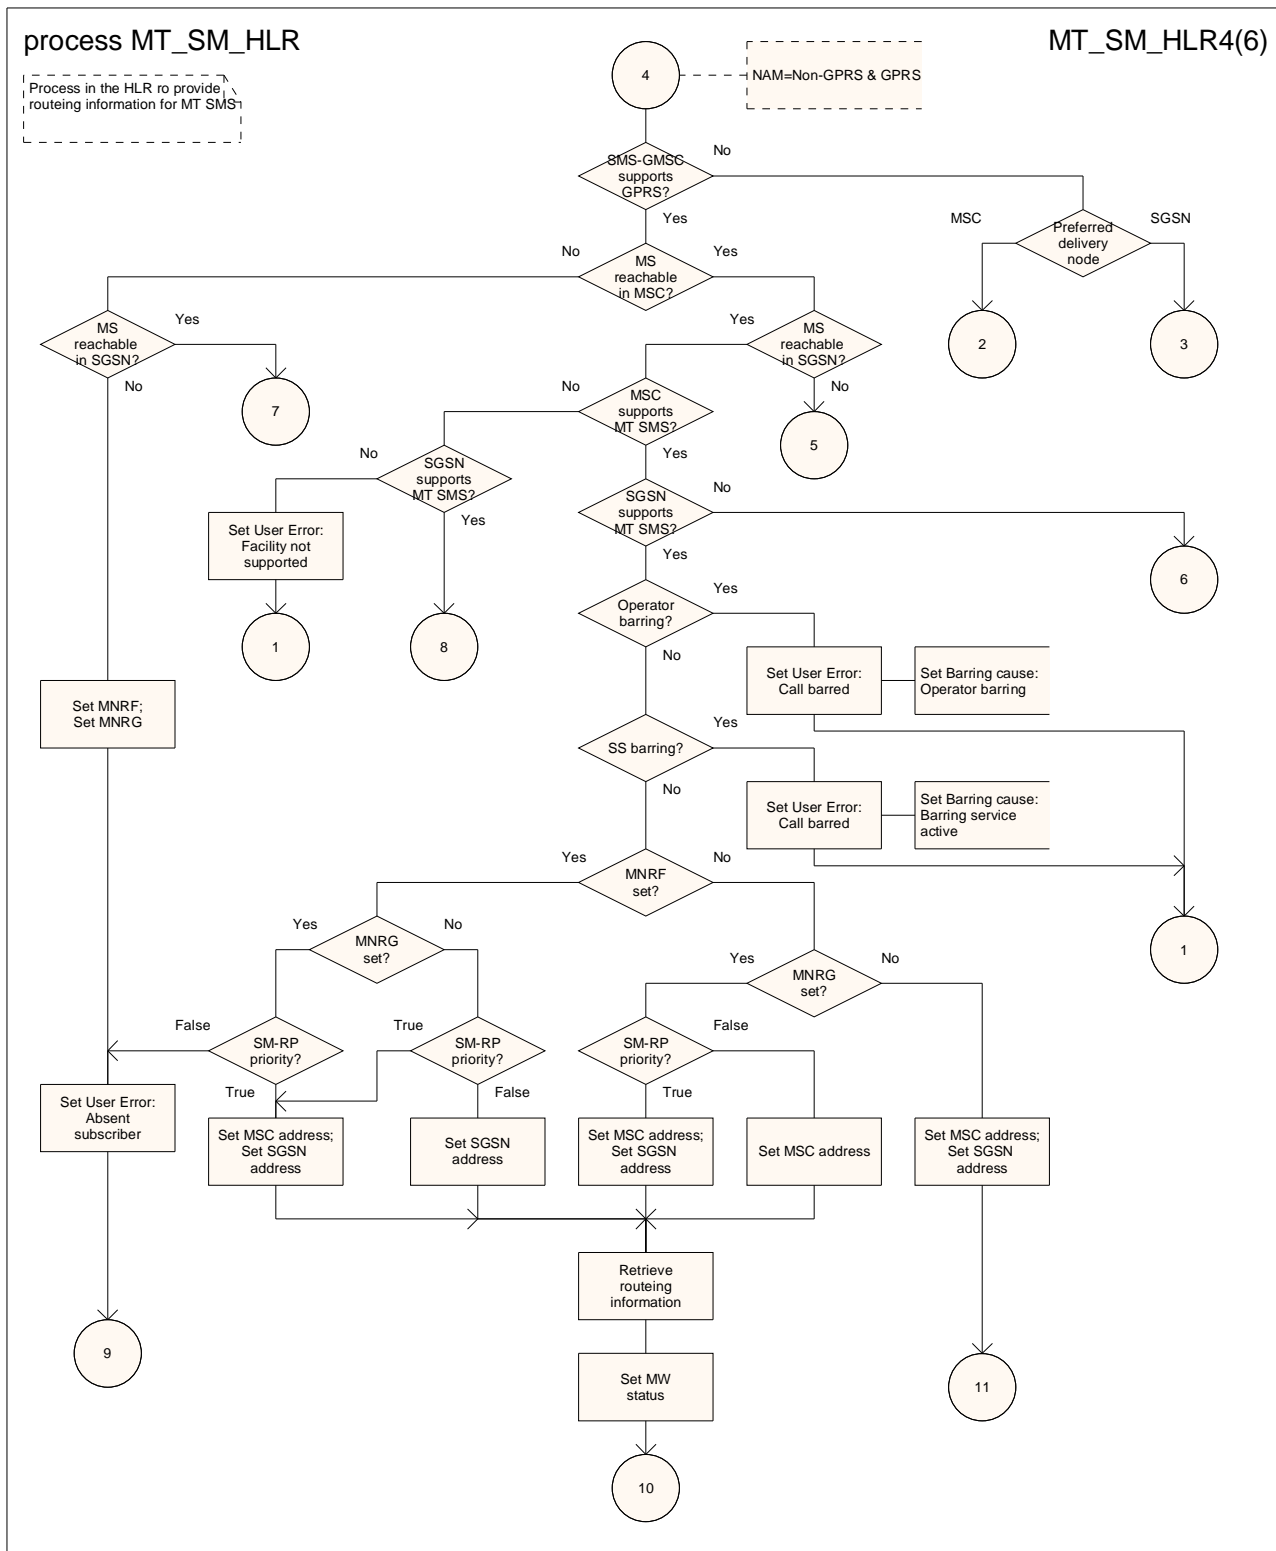 process MT_SM_HLR
MT_SM_HLR4(6)
Process in the HLR ro provide
routeing information for MT SMS
4
NAM=Non-GPRS & GPRS
SMS-GMSC
supports
GPRS?
No
Yes
MSC
Preferred
delivery
node
SGSN
No
MS
reachable
in MSC?
Yes
MS
reachable
in SGSN?
Yes
No
Yes
MS
reachable
in SGSN?
No
2
3
7
No
MSC
supports
MT SMS?
Yes
5
No
SGSN
supports
MT SMS?
Yes
SGSN
supports
MT SMS?
No
Yes
Set User Error:
Facility not
supported
6
1
8
Operator
barring?
Yes
No
Set User Error:
Call barred
Set Barring cause:
Operator barring
Set MNRF;
Set MNRG
SS barring?
Yes
No
Set User Error:
Call barred
Set Barring cause:
Barring service
active
Yes
MNRF
set?
No
Yes
MNRG
set?
No
Yes
MNRG
set?
No
1
False
SM-RP
priority?
True
True
SM-RP
priority?
False
SM-RP
priority?
False
True
Set User Error:
Absent
subscriber
Set MSC address;
Set SGSN
address
Set SGSN
address
Set MSC address;
Set SGSN
address
Set MSC address
Set MSC address;
Set SGSN
address
Retrieve
routeing
information
9
Set MW
status
11
10